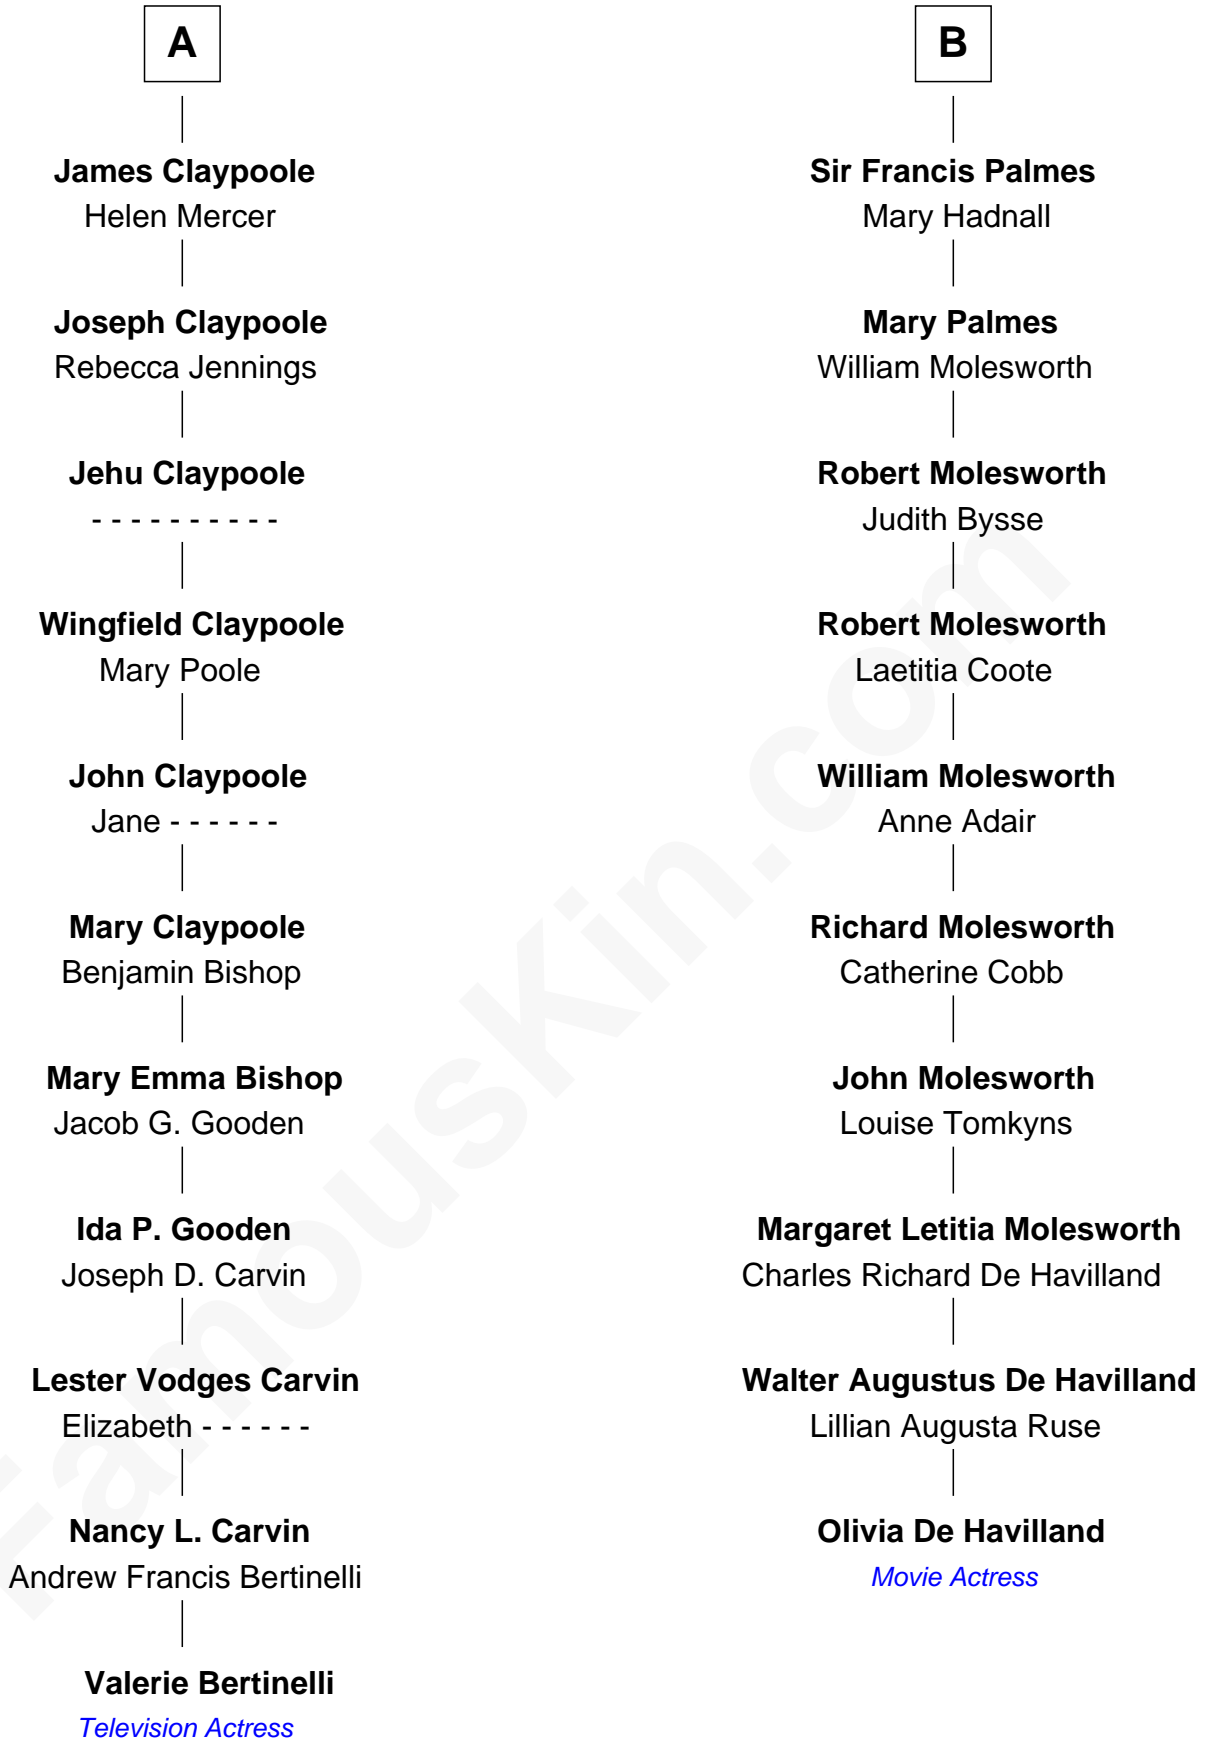 A
James Claypoole
Helen Mercer
Joseph Claypoole
Rebecca Jennings
Jehu Claypoole
- - - - - - - - - -
Wingfield Claypoole
Mary Poole
John Claypoole
Jane - - - - - -
Mary Claypoole
Benjamin Bishop
Mary Emma Bishop
Jacob G. Gooden
Ida P. Gooden
Joseph D. Carvin
Lester Vodges Carvin
Elizabeth - - - - - -
Nancy L. Carvin
Andrew Francis Bertinelli
Valerie Bertinelli
Television Actress
B
Sir Francis Palmes
Mary Hadnall
Mary Palmes
William Molesworth
Robert Molesworth
Judith Bysse
Robert Molesworth
Laetitia Coote
William Molesworth
Anne Adair
Richard Molesworth
Catherine Cobb
John Molesworth
Louise Tomkyns
Margaret Letitia Molesworth
Charles Richard De Havilland
Walter Augustus De Havilland
Lillian Augusta Ruse
Olivia De Havilland
Movie Actress
FamousKin.com